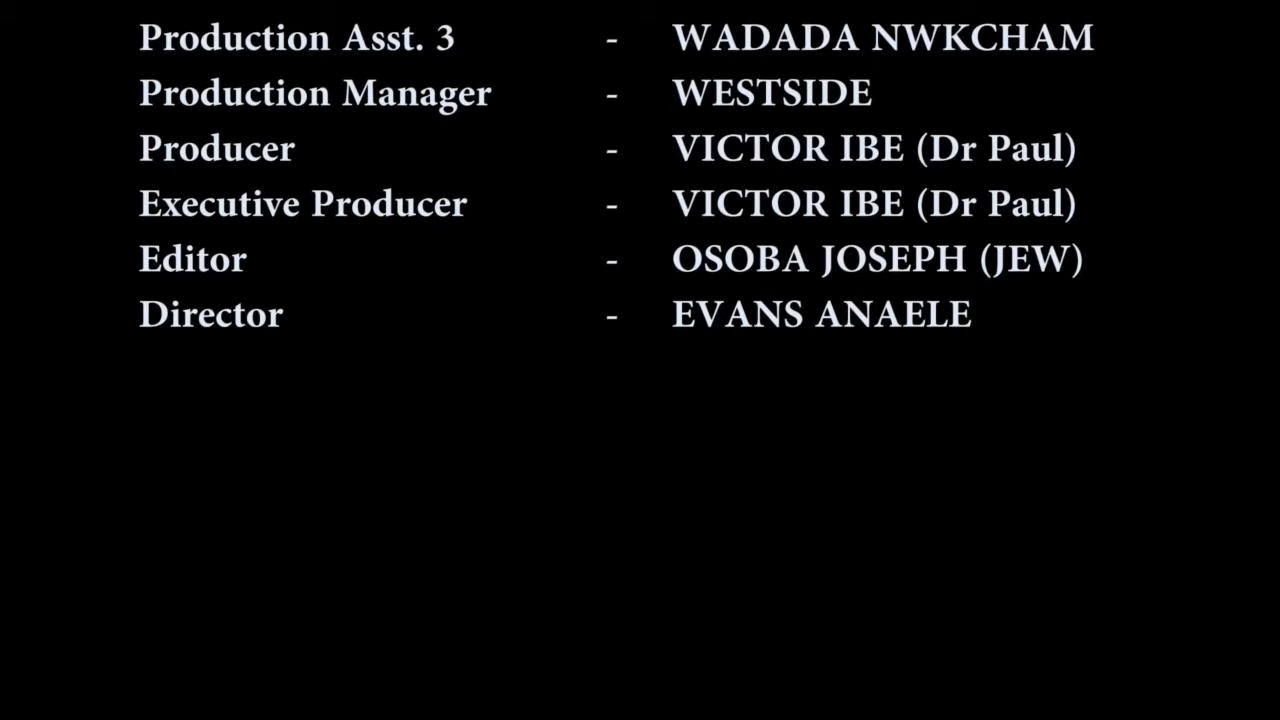 Production Asst. 3 - WADADA NWKCHAM
Production Manager - WESTSIDE
Producer - VICTOR IBE (Dr Paul)
Executive Producer - VICTOR IBE (Dr Paul)
Editor - OSOBA JOSEPH (JEW)
Director - EVANS ANAELE